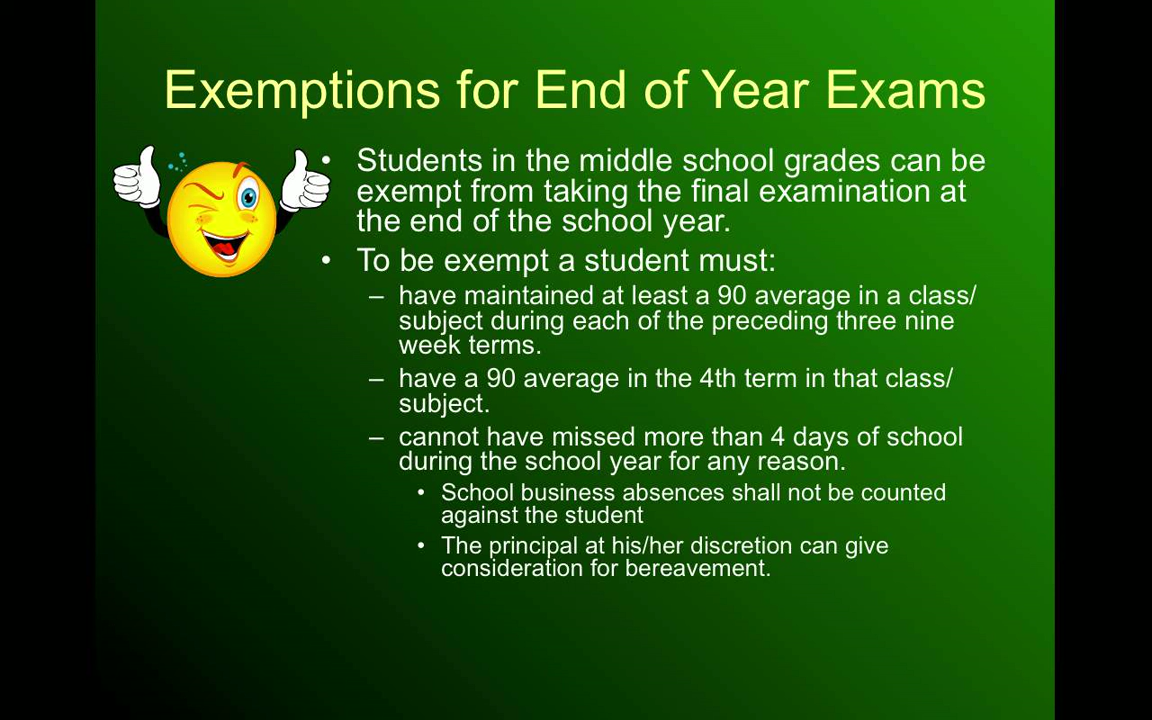 Exemptions for End of Year Exams
• Students in the middle school grades can be
exempt from taking the final examination at
the end of the school year.
• To be exempt a student must:
– have maintained at least a 90 average in a class/
subject during each of the preceding three nine
week terms.
– have a 90 average in the 4th term in that class/
subject.
– cannot have missed more than 4 days of school
during the school year for any reason.
• School business absences shall not be counted
against the student
• The principal at his/her discretion can give
consideration for bereavement.